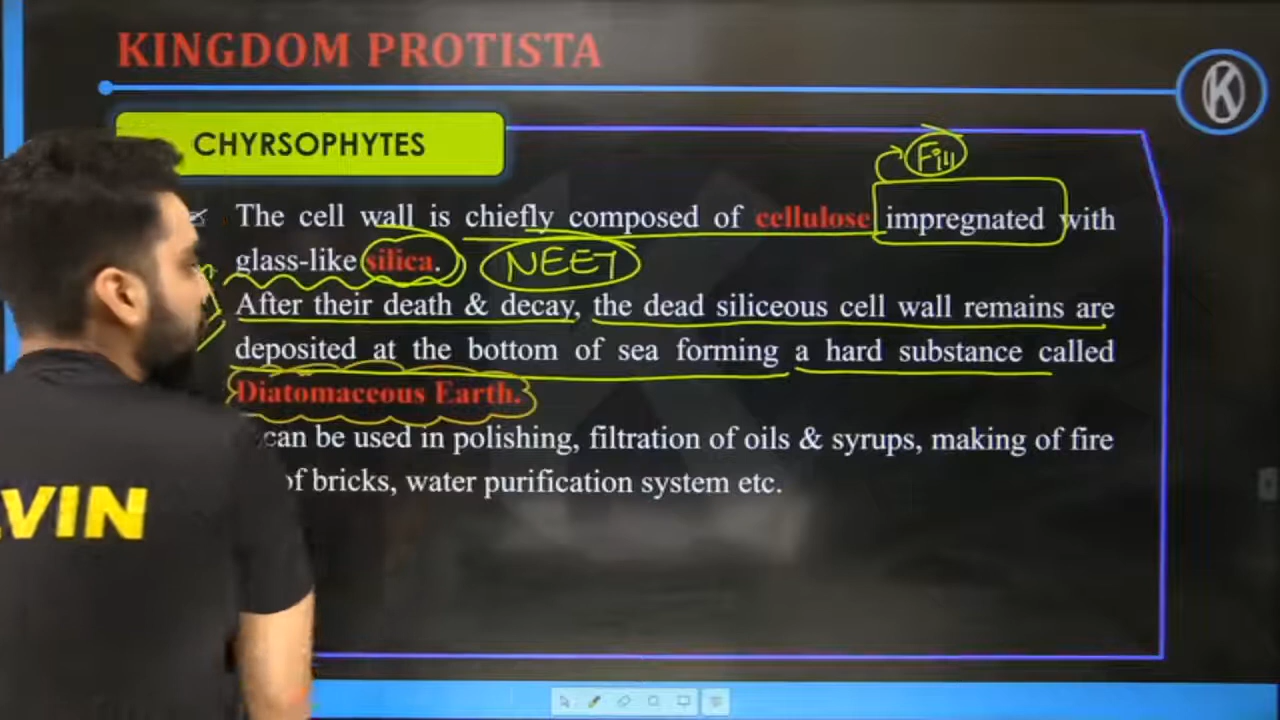 KINGDOM PROTISTA
K
CHYRSOPHYTES
Fill
The cell wall is chiefly composed of cellulose impregnated with
glass-like silica. NEET
After their death & decay, the dead siliceous cell wall remains are
deposited at the bottom of sea forming a hard substance called
Diatomaceous Earth.
can be used in polishing, filtration of oils & syrups, making of fire
of bricks, water purification system etc.
VIN